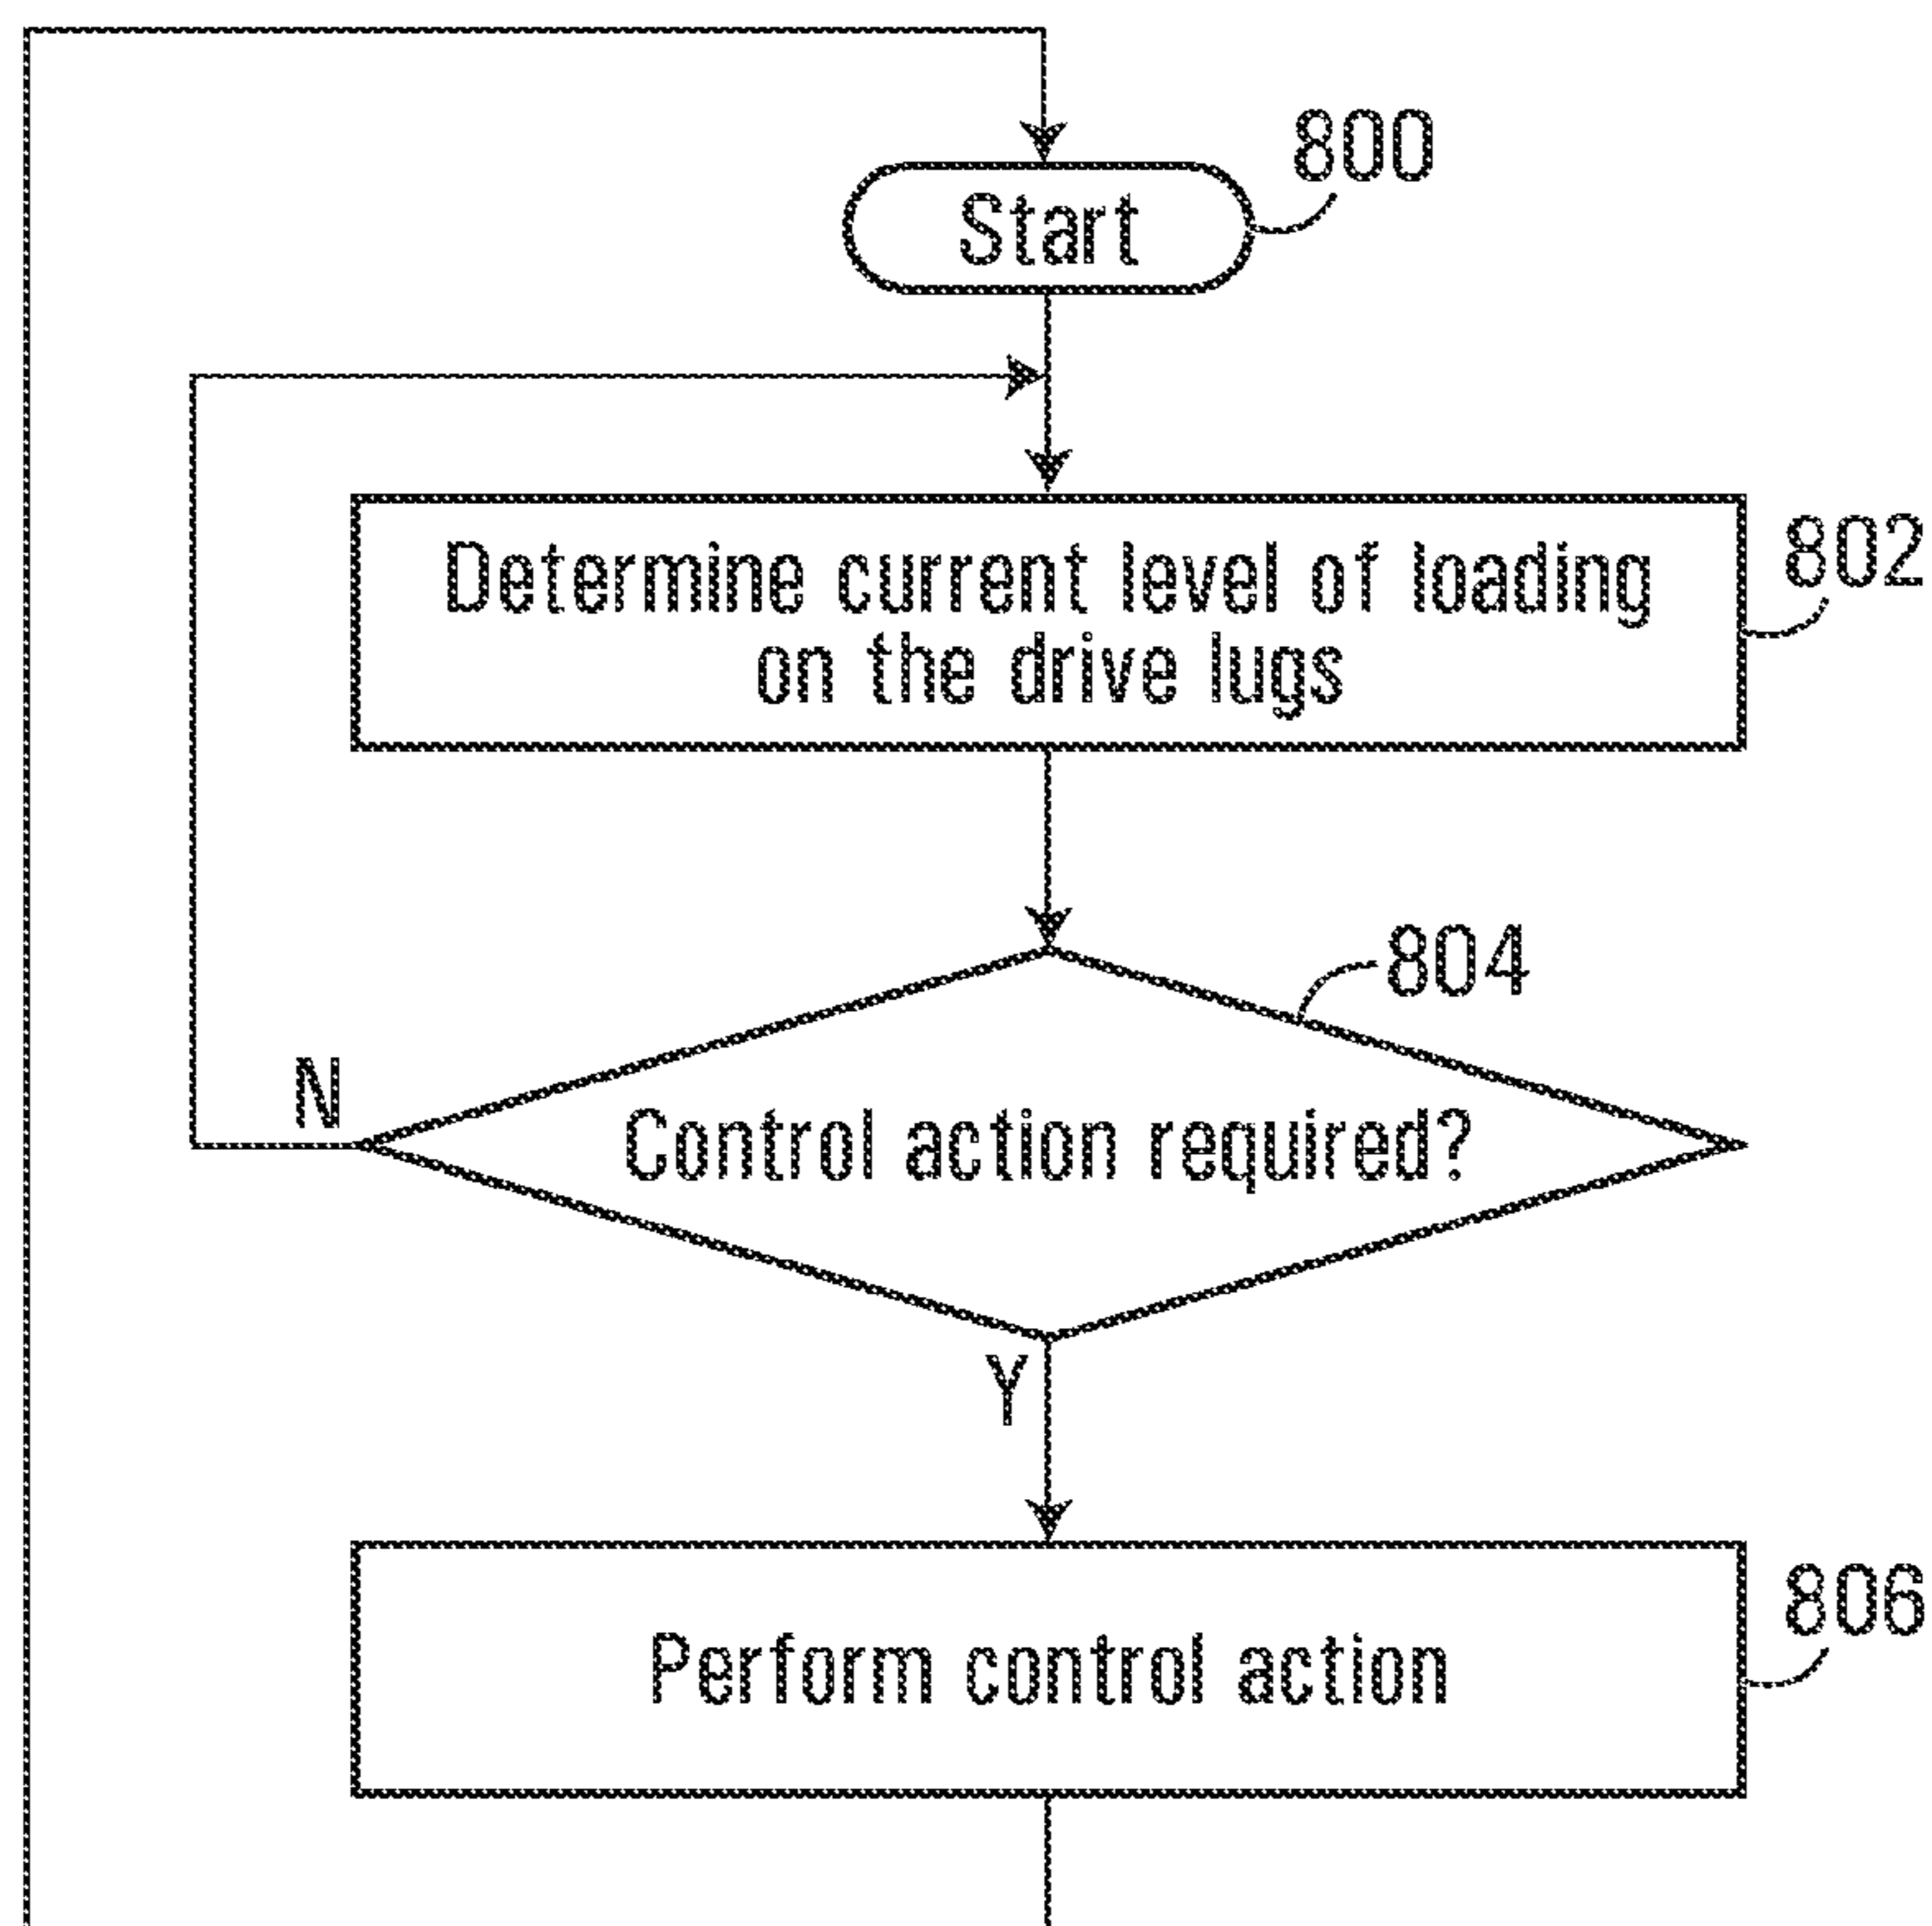 800
Start
802
Determine current level of loading
on the drive lugs
804
N
Control action required?
Y
806
Perform control action